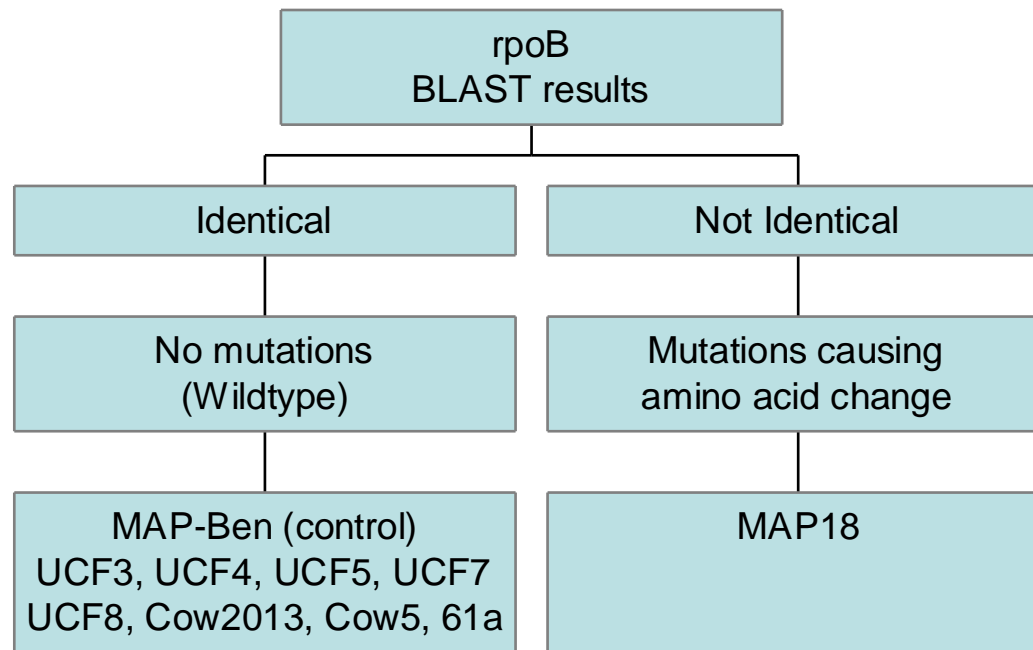 rpoB
BLAST results
Identical
Not Identical
No mutations
(Wildtype)
Mutations causing
amino acid change
MAP-Ben (control)
UCF3, UCF4, UCF5, UCF7
UCF8, Cow2013, Cow5, 61a
MAP18